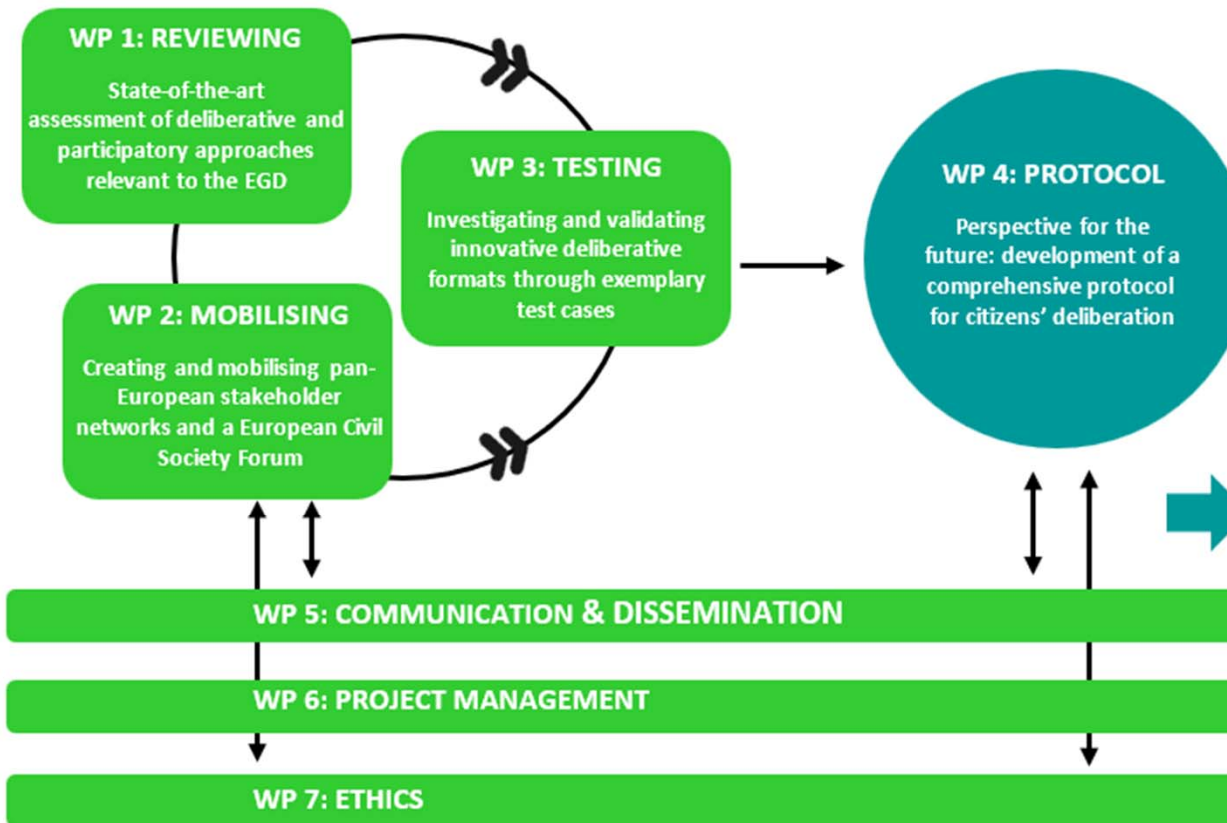 WP 1: REVIEWING
State-of-the-art
assessment of deliberative and
participatory approaches
relevant to the EGD
WP 2: MOBILISING
Creating and mobilising pan-
European stakeholder
networks and a European Civil
Society Forum
WP 3: TESTING
Investigating and validating
innovative deliberative
formats through exemplary
test cases
WP 4: PROTOCOL
Perspective for the
future: development of a
comprehensive protocol
for citizens’ deliberation
WP 5: COMMUNICATION & DISSEMINATION
WP 6: PROJECT MANAGEMENT
WP 7: ETHICS